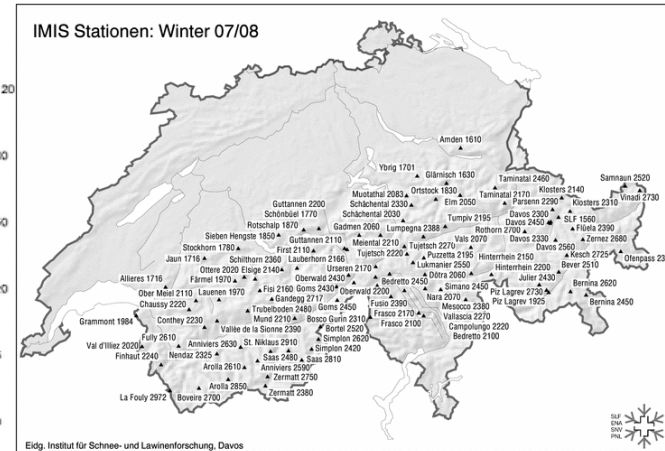 IMIS Stationen: Winter 07/08
20
Amden 1610
Ybrig 1701
Glärnisch 1630
Taminatal 2460
Samnaun 2520
Muotathal 2083
Ortstock 1830
Taminatal 2170
Klosters 2140
Vinadi 2730
Guttannen 2200
Schächental 2330
Elm 2050
Parsenn 2290
Klosters 2310
Schönbüel 1770
Schächental 2030
Davos 2300
SLF 1560
Rotschalp 1870
Gadmen 2060
Lumpegna 2388
Tumpiv 2195
Davos 2450
Flüela 2390
Sieben Hengste 1850
Guttannen 2110
Meiental 2210
Vals 2070
Rothorn 2700
Davos 2330
Zernez 2680
Stockhorn 1780
First 2110
Tujetsch 2270
Davos 2560
Jaun 1716
Schilthorn 2360
Lauberhorn 2166
Tujetsch 2220
Puzzetta 2195
Hinterrhein 2150
Kesch 2725
Ofenpass 23
Ottere 2020
Elsige 2140
Urseren 2170
Lukmanier 2550
Hinterrhein 2200
Bever 2510
Allieres 1716
Färmel 1970
Oberwald 2430
Bedretto 2450
Dötra 2060
Julier 2430
Bernina 2620
Ober Meiel 2110
Lauenen 1970
Fisi 2160
Goms 2430
Oberwald 2200
Simano 2450
Piz Lagrev 2730
Chaussy 2220
Gandegg 2717
Fusio 2390
Nara 2070
Piz Lagrev 1925
Bernina 2450
Grammont 1984
Conthey 2230
Trubelboden 2480
Goms 2450
Frasco 2170
Mesocco 2380
Mund 2210
Bosco Gurin 2310
Frasco 2100
Vallascia 2270
Vallée de la Sionne 2390
Bortel 2520
Campolungo 2220
Fully 2610
Simplon 2620
Bedretto 2100
Val d'Illiez 2020
Anniviers 2630
St. Niklaus 2910
Simplon 2420
Finhaut 2240
Nendaz 2325
Saas 2480
Saas 2810
Arolla 2610
Anniviers 2590
Zermatt 2750
Arolla 2850
Zermatt 2380
La Fouly 2972
Boveire 2700
SLF
ENA
SNV
PNL
Eidg. Institut für Schnee- und Lawinenforschung, Davos